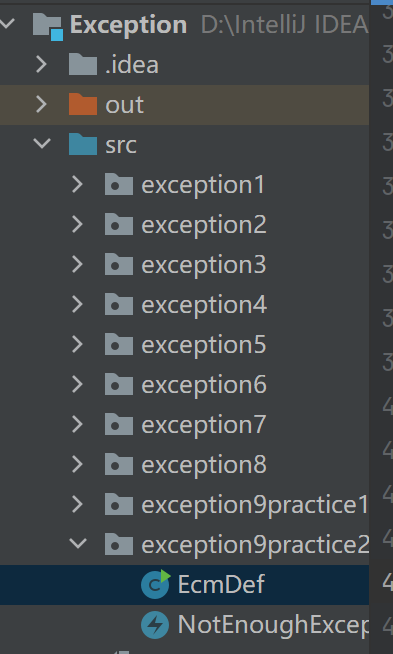 Exception D:\IntelliJ IDEA
.idea
out
src
exception1
exception2
exception3
exception4
exception5
exception6
exception7
exception8
exception9practice1
exception9practice2
EcmDef
NotEnoughExcep